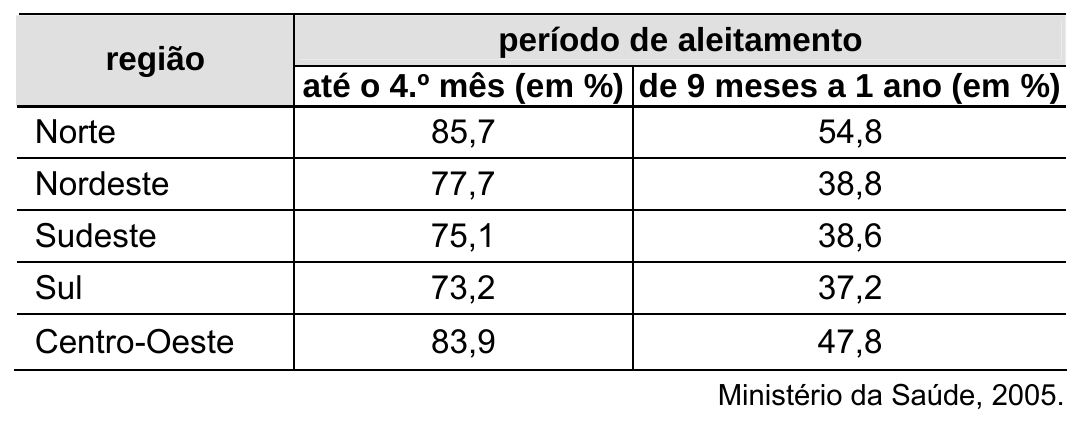 região
período de aleitamento
até o 4.º mês (em %) de 9 meses a 1 ano (em %)
Norte 85,7 54,8
Nordeste 77,7 38,8
Sudeste 75,1 38,6
Sul 73,2 37,2
Centro-Oeste 83,9 47,8
Ministério da Saúde, 2005.